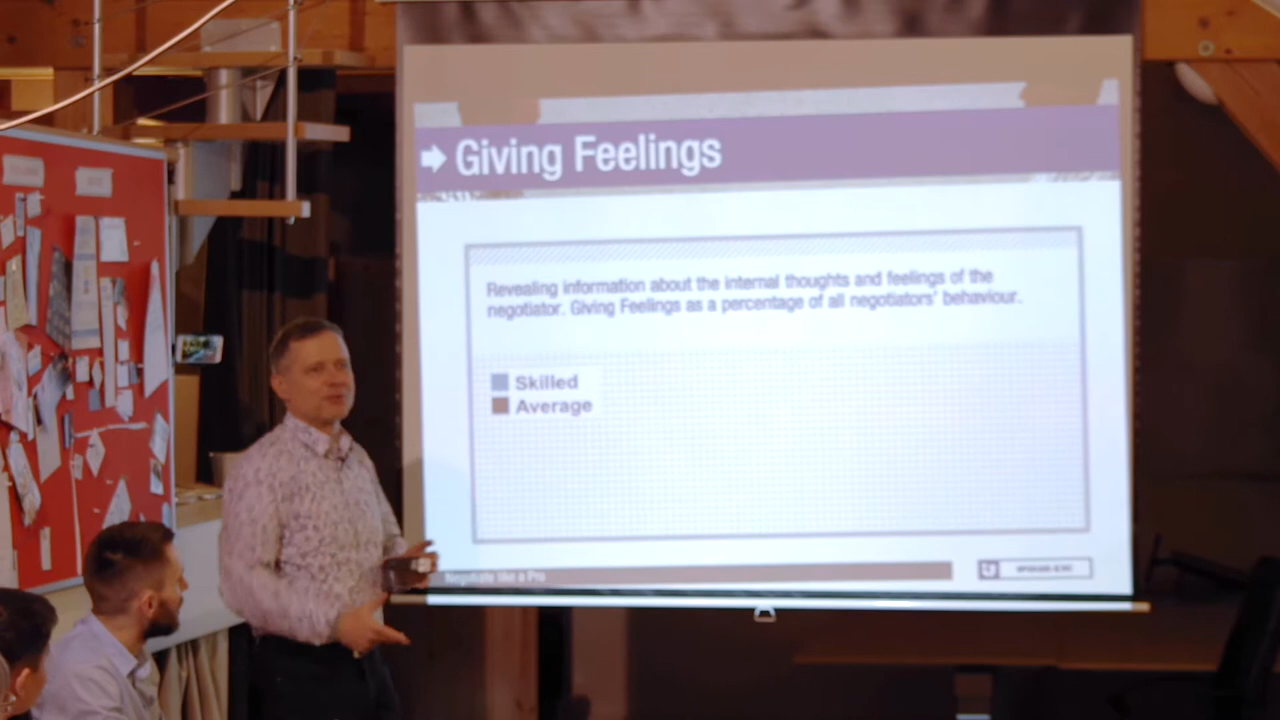 Giving Feelings
Revealing information about the internal thoughts and feelings of the
negotiator. Giving Feelings as a percentage of all negotiators' behaviour.
Skilled
Average
Negotiate like a Pro